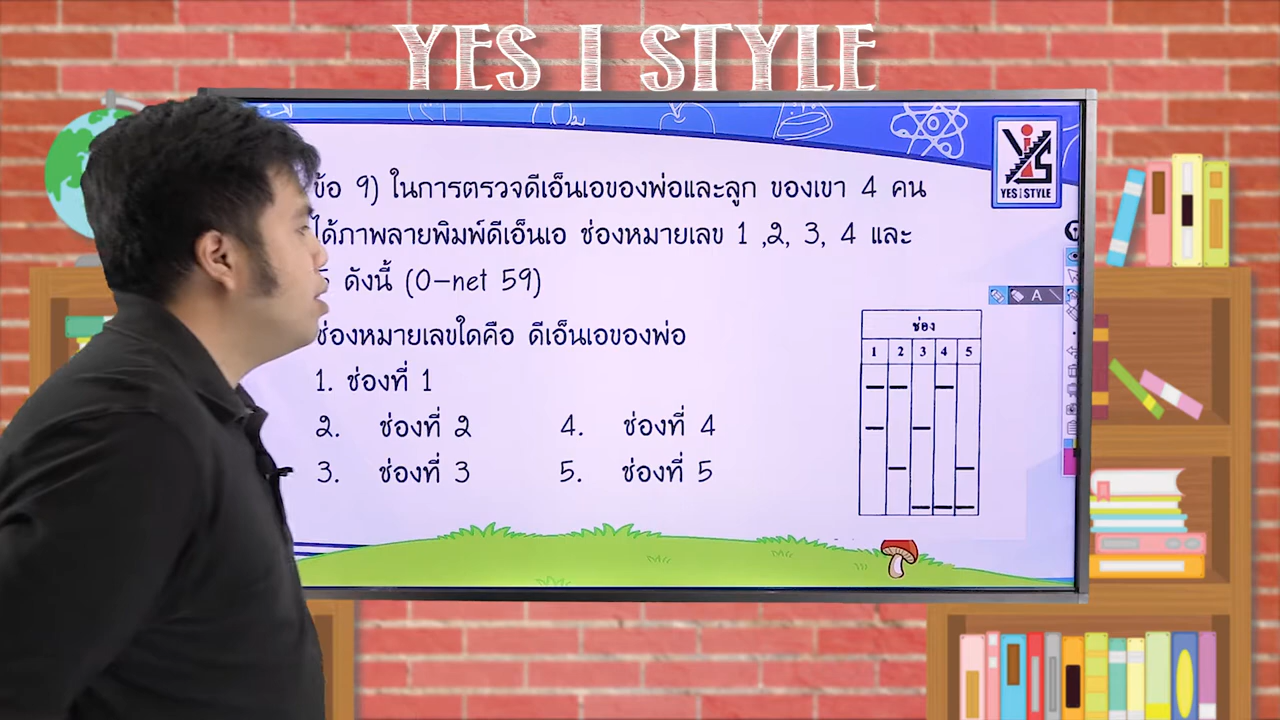 YES I STYLE
YES I STYLE
ข้อ 9) ในการตรวจดีเอ็นเอของพ่อและลูก ของเขา 4 คน
ได้ภาพลายพิมพ์ดีเอ็นเอ ช่องหมายเลข 1 ,2, 3, 4 และ
5 ดังนี้ (O-net 59)
ช่องหมายเลขใดคือ ดีเอ็นเอของพ่อ
1. ช่องที่ 1
2. ช่องที่ 2 4. ช่องที่ 4
3. ช่องที่ 3 5. ช่องที่ 5
A
ช่อง
1 2 3 4 5